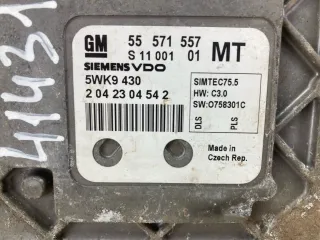 GM 55 571 557
S 11 001 01 MT
SIEMENS VDO
5WK9 430
2 04 23 04 54 2
SIMTEC75.5
HW: C3.0
SW:O758301C
DLS
PLS
Made in
Czech Rep.
41431